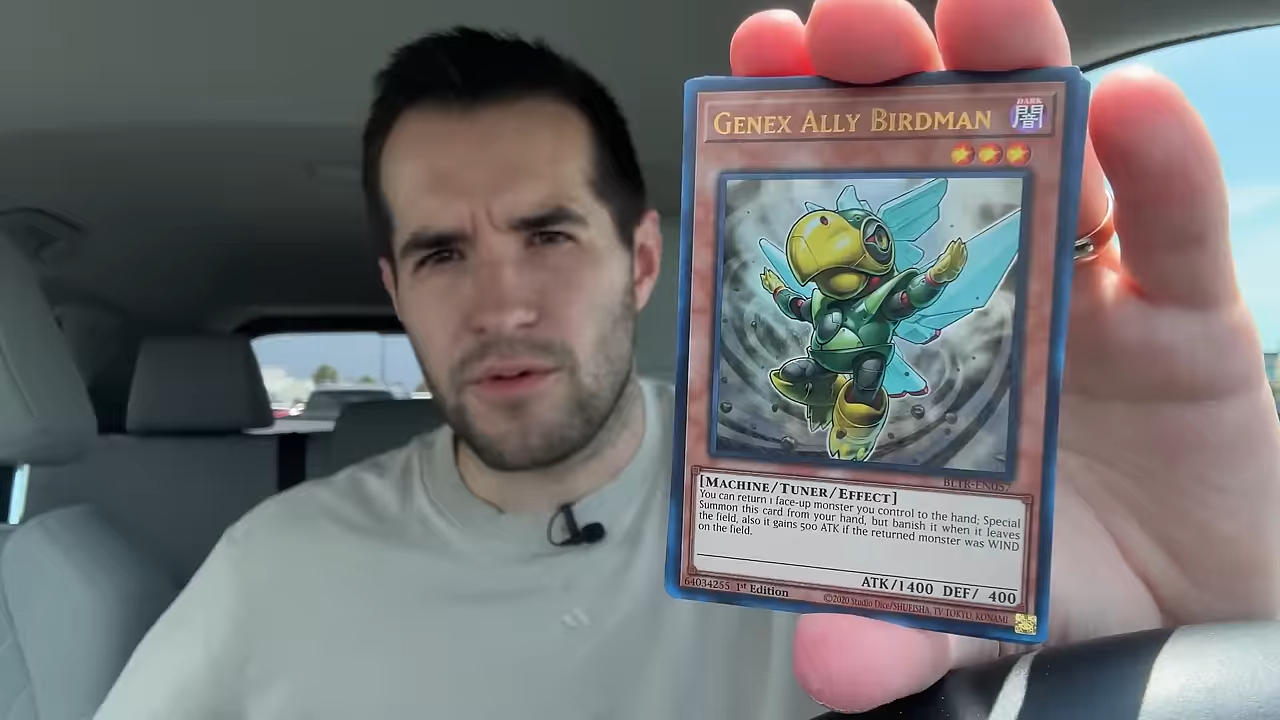 GENEX ALLY BIRDMAN
DARK
闇
BLTR-EN057
[MACHINE/TUNER/EFFECT]
You can return 1 face-up monster you control to the hand; Special
Summon this card from your hand, but banish it when it leaves
the field, also it gains 500 ATK if the returned monster was WIND
on the field.
ATK/1400 DEF/ 400
64034255 1st Edition
©2020 Studio Dice/SHUEISHA, TV TOKYO, KONAMI